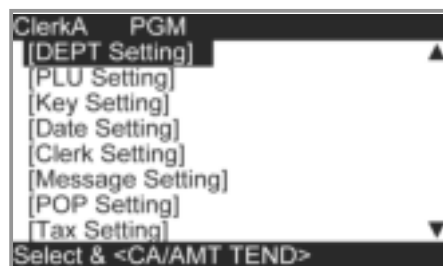 ClerkA PGM
[DEPT Setting]
[PLU Setting]
[Key Setting]
[Date Setting]
[Clerk Setting]
[Message Setting]
[POP Setting]
[Tax Setting]
Select & <CA/AMT TEND>